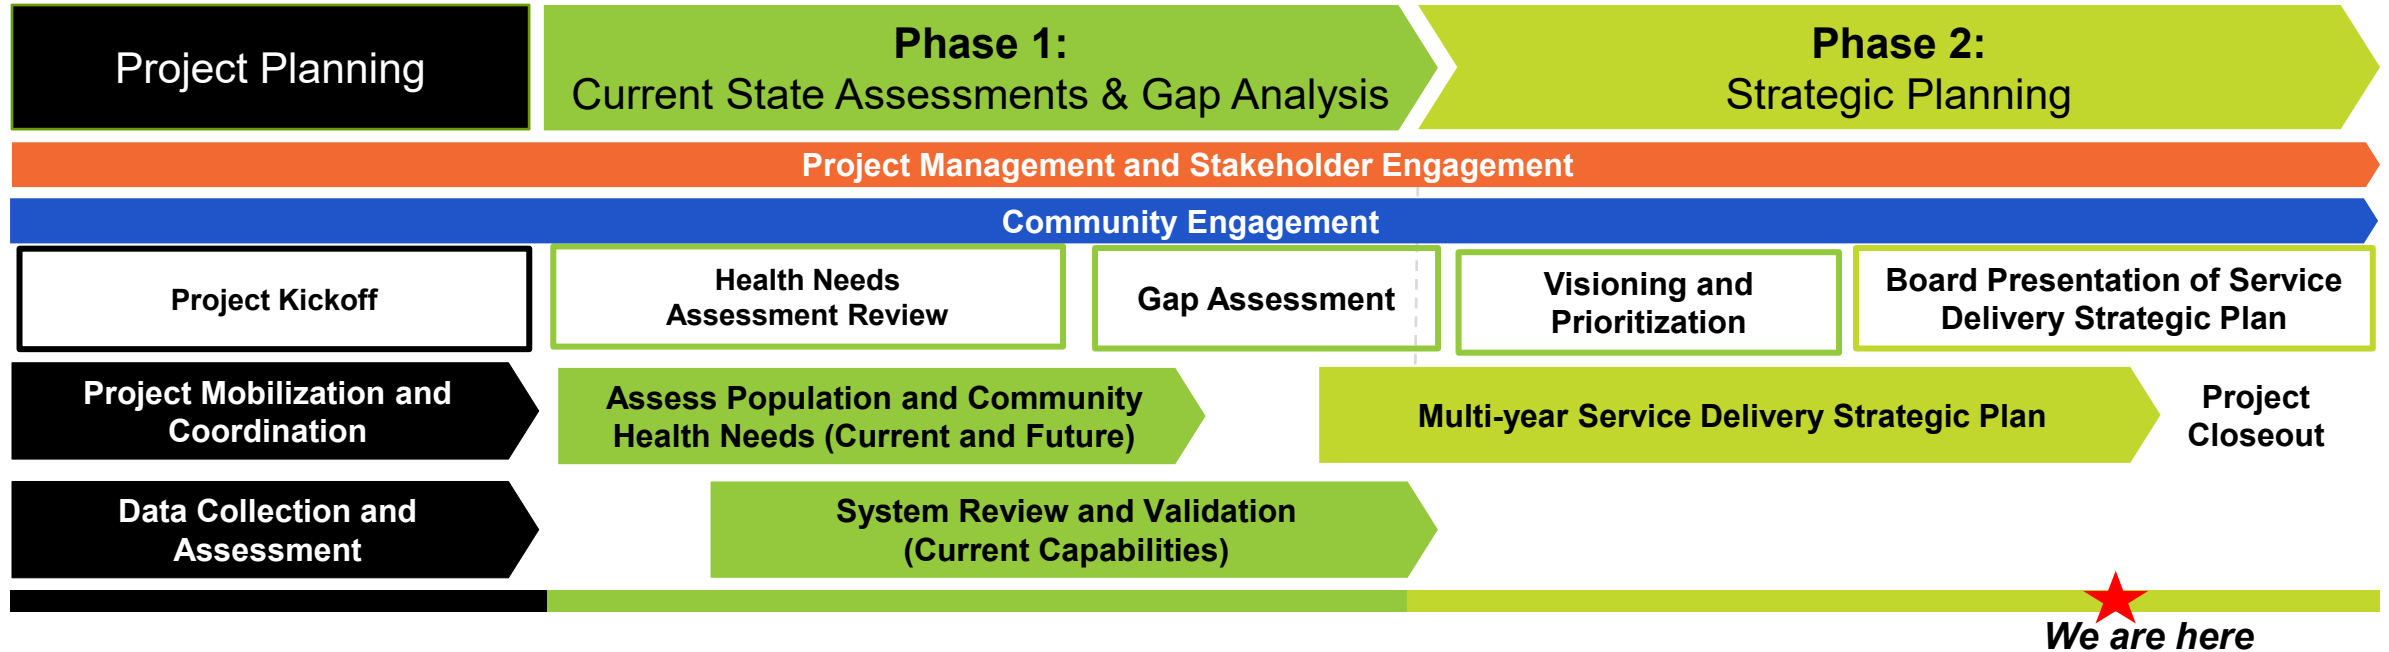 Project Planning
Phase 1:
Current State Assessments & Gap Analysis
Phase 2:
Strategic Planning
Project Management and Stakeholder Engagement
Community Engagement
Project Kickoff
Health Needs
Assessment Review
Gap Assessment
Visioning and
Prioritization
Board Presentation of Service
Delivery Strategic Plan
Project Mobilization and
Coordination
Assess Population and Community
Health Needs (Current and Future)
Multi-year Service Delivery Strategic Plan
Project
Closeout
Data Collection and
Assessment
System Review and Validation
(Current Capabilities)
We are here